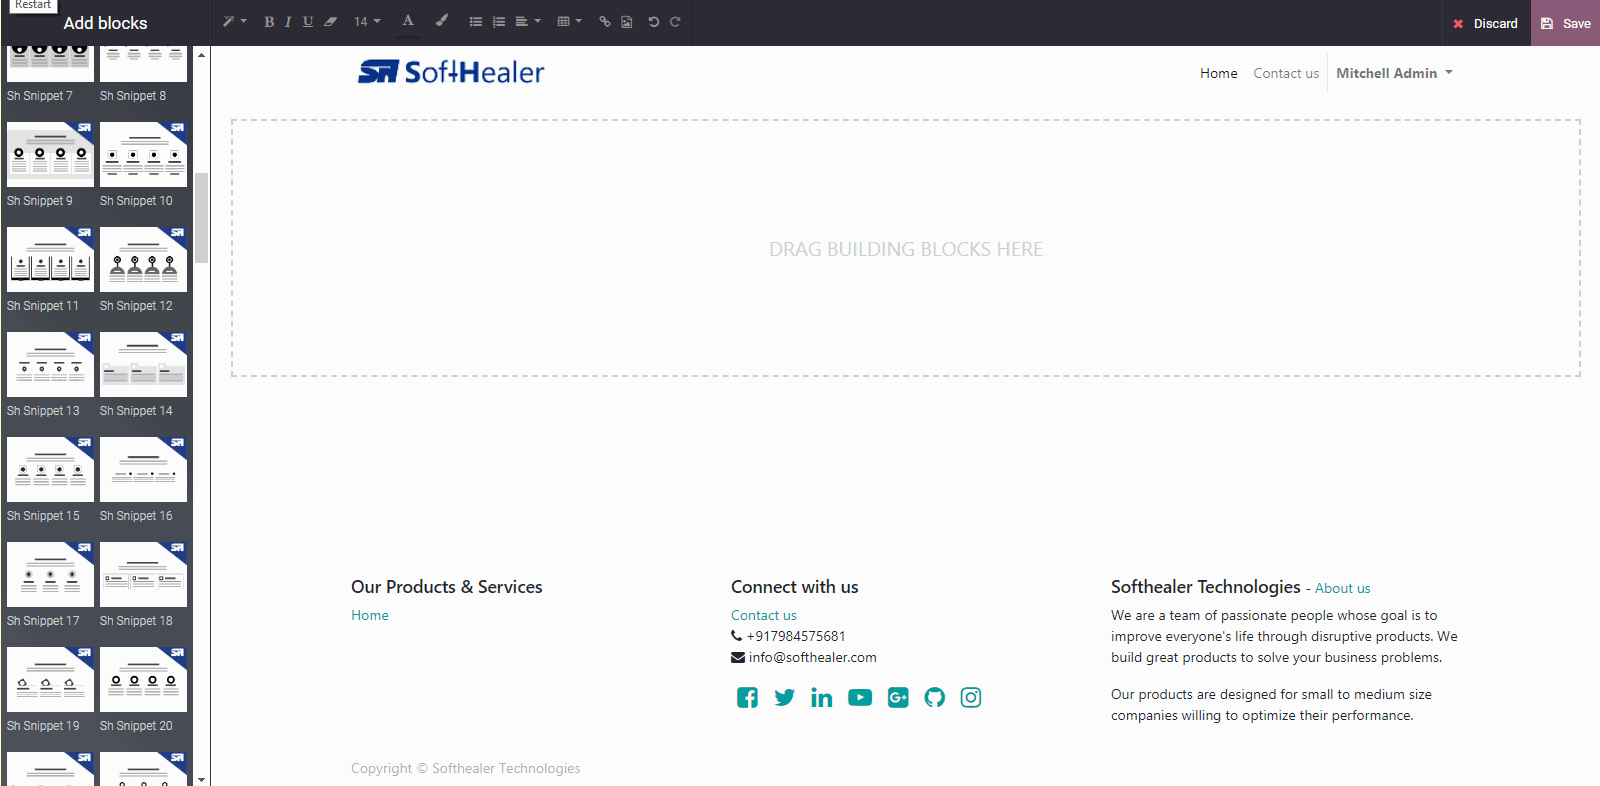 Restart
Add blocks
B I U 14 A
Discard Save
SR SoftHealer
Home Contact us Mitchell Admin
Sh Snippet 7 Sh Snippet 8
Sh Snippet 9 Sh Snippet 10
Sh Snippet 11 Sh Snippet 12
Sh Snippet 13 Sh Snippet 14
Sh Snippet 15 Sh Snippet 16
Sh Snippet 17 Sh Snippet 18
Sh Snippet 19 Sh Snippet 20
DRAG BUILDING BLOCKS HERE
Our Products & Services
Home
Connect with us
Contact us
+917984575681
info@softhealer.com
Softhealer Technologies - About us
We are a team of passionate people whose goal is to
improve everyone's life through disruptive products. We
build great products to solve your business problems.
Our products are designed for small to medium size
companies willing to optimize their performance.
Copyright © Softhealer Technologies